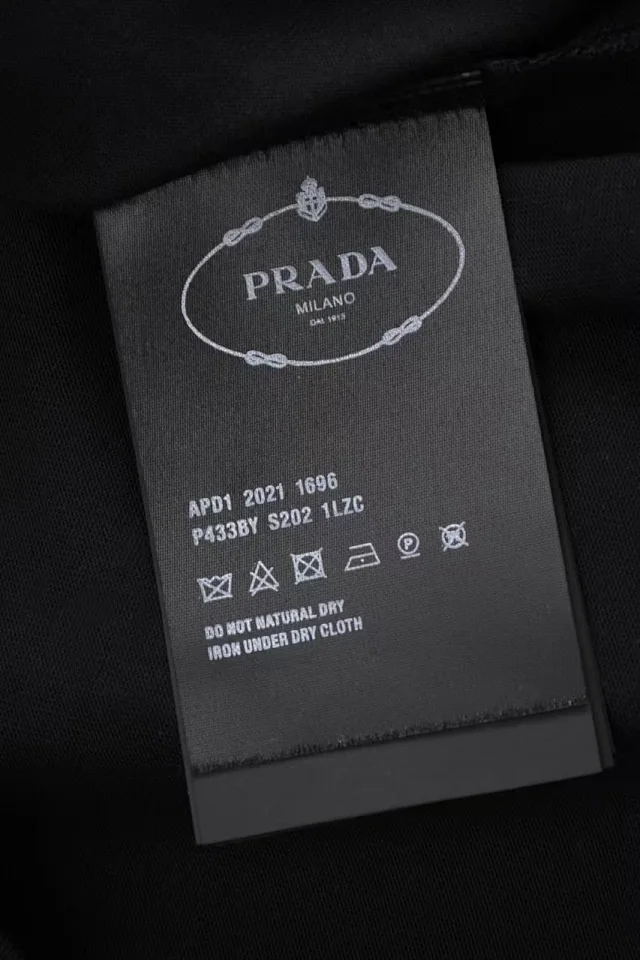 PRADA
MILANO
DAL 1913
APD1 2021 1696
P433BY S202 1LZC
P
DO NOT NATURAL DRY
IRON UNDER DRY CLOTH